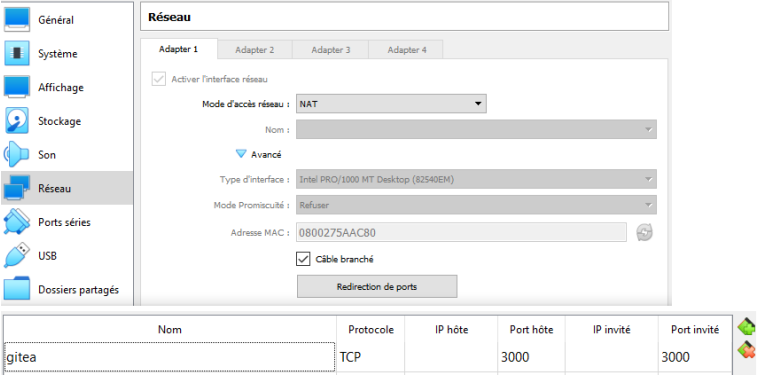 Général
Système
Affichage
Stockage
Son
Réseau
Ports séries
USB
Dossiers partagés
Réseau
Adapter 1 Adapter 2 Adapter 3 Adapter 4
Activer l'interface réseau
Mode d'accès réseau : NAT
Nom :
Avancé
Type d'interface : Intel PRO/1000 MT Desktop (82540EM)
Mode Promiscuité : Refuser
Adresse MAC : 0800275AAC80
Câble branché
Redirection de ports
Nom Protocole IP hôte Port hôte IP invité Port invité
gitea TCP 3000 3000